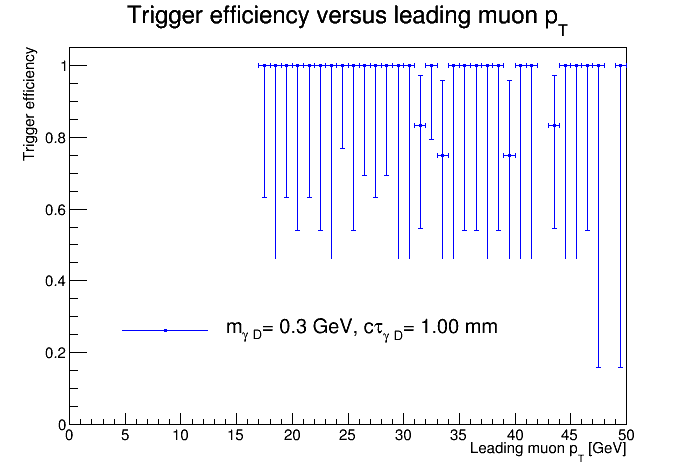 Trigger efficiency versus leading muon p_T
Trigger efficiency
1
0.8
0.6
0.4
0.2
0
m_γ D= 0.3 GeV, cτ_γ D= 1.00 mm
0 5 10 15 20 25 30 35 40 45 50
Leading muon p_T [GeV]